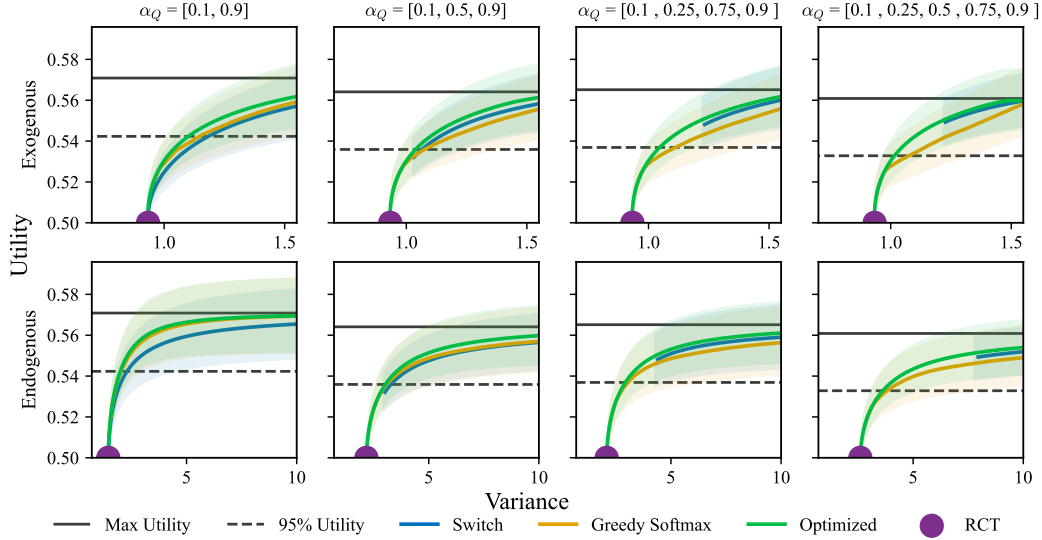 α_Q = [0.1, 0.9]
α_Q = [0.1, 0.5, 0.9]
α_Q = [0.1 , 0.25, 0.75, 0.9 ]
α_Q = [0.1 , 0.25, 0.5 , 0.75, 0.9 ]
Utility
Exogenous
0.58
0.56
0.54
0.52
0.50
1.0 1.5
1.0 1.5
1.0 1.5
1.0 1.5
Endogenous
0.58
0.56
0.54
0.52
0.50
5 10
5 10
5 10
5 10
Variance
Max Utility 95% Utility Switch Greedy Softmax Optimized RCT